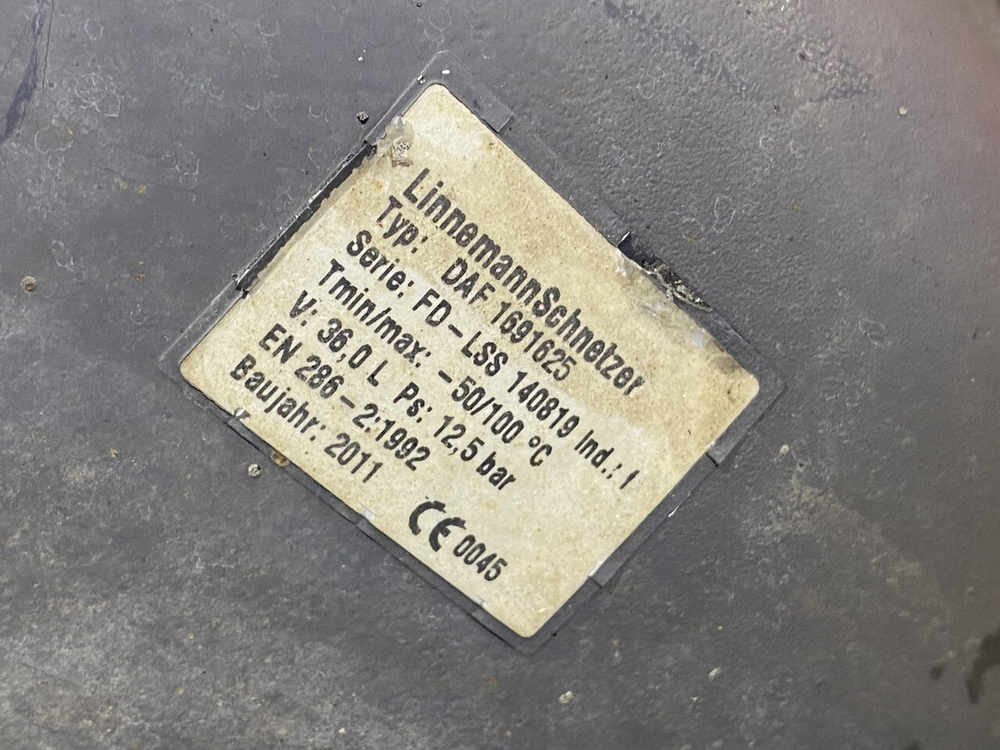 LinnemannSchnetzer
Typ: DAF 1691625
Serie: FD-LSS 140819 Ind.: f
Tmin/max: -50/100 °C
V: 36,0 L Ps: 12,5 bar
EN 286-2:1992
Baujahr: 2011
CE 0045